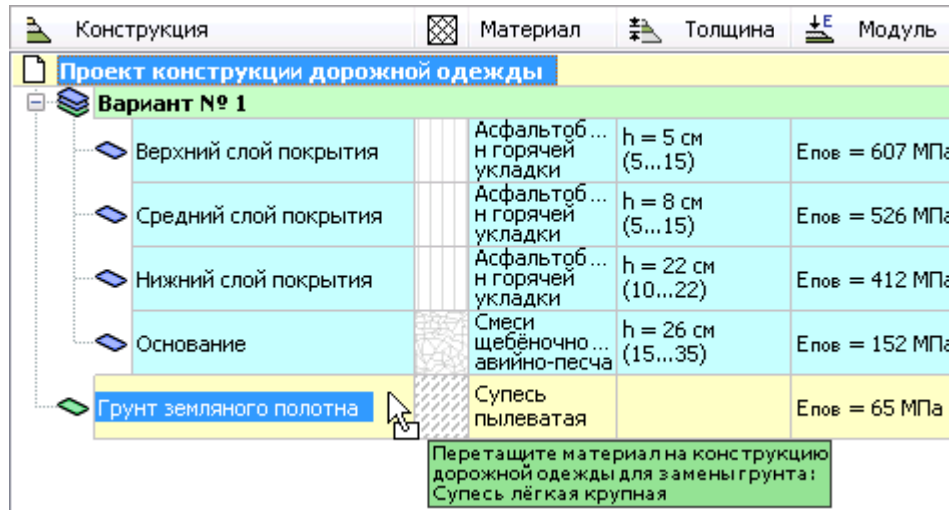 Конструкция Материал Толщина Модуль
Проект конструкции дорожной одежды
Вариант № 1
Верхний слой покрытия
Асфальтоб...
н горячей
укладки
h = 5 см
(5...15)
Епов = 607 МПа
Средний слой покрытия
Асфальтоб...
н горячей
укладки
h = 8 см
(5...15)
Епов = 526 МПа
Нижний слой покрытия
Асфальтоб...
н горячей
укладки
h = 22 см
(10...22)
Епов = 412 МПа
Основание
Смеси
щебёночно...
авийно-песча
h = 26 см
(15...35)
Епов = 152 МПа
Грунт земляного полотна
Супесь
пылеватая
Епов = 65 МПа
Перетащите материал на конструкцию
дорожной одежды для замены грунта:
Супесь лёгкая крупная